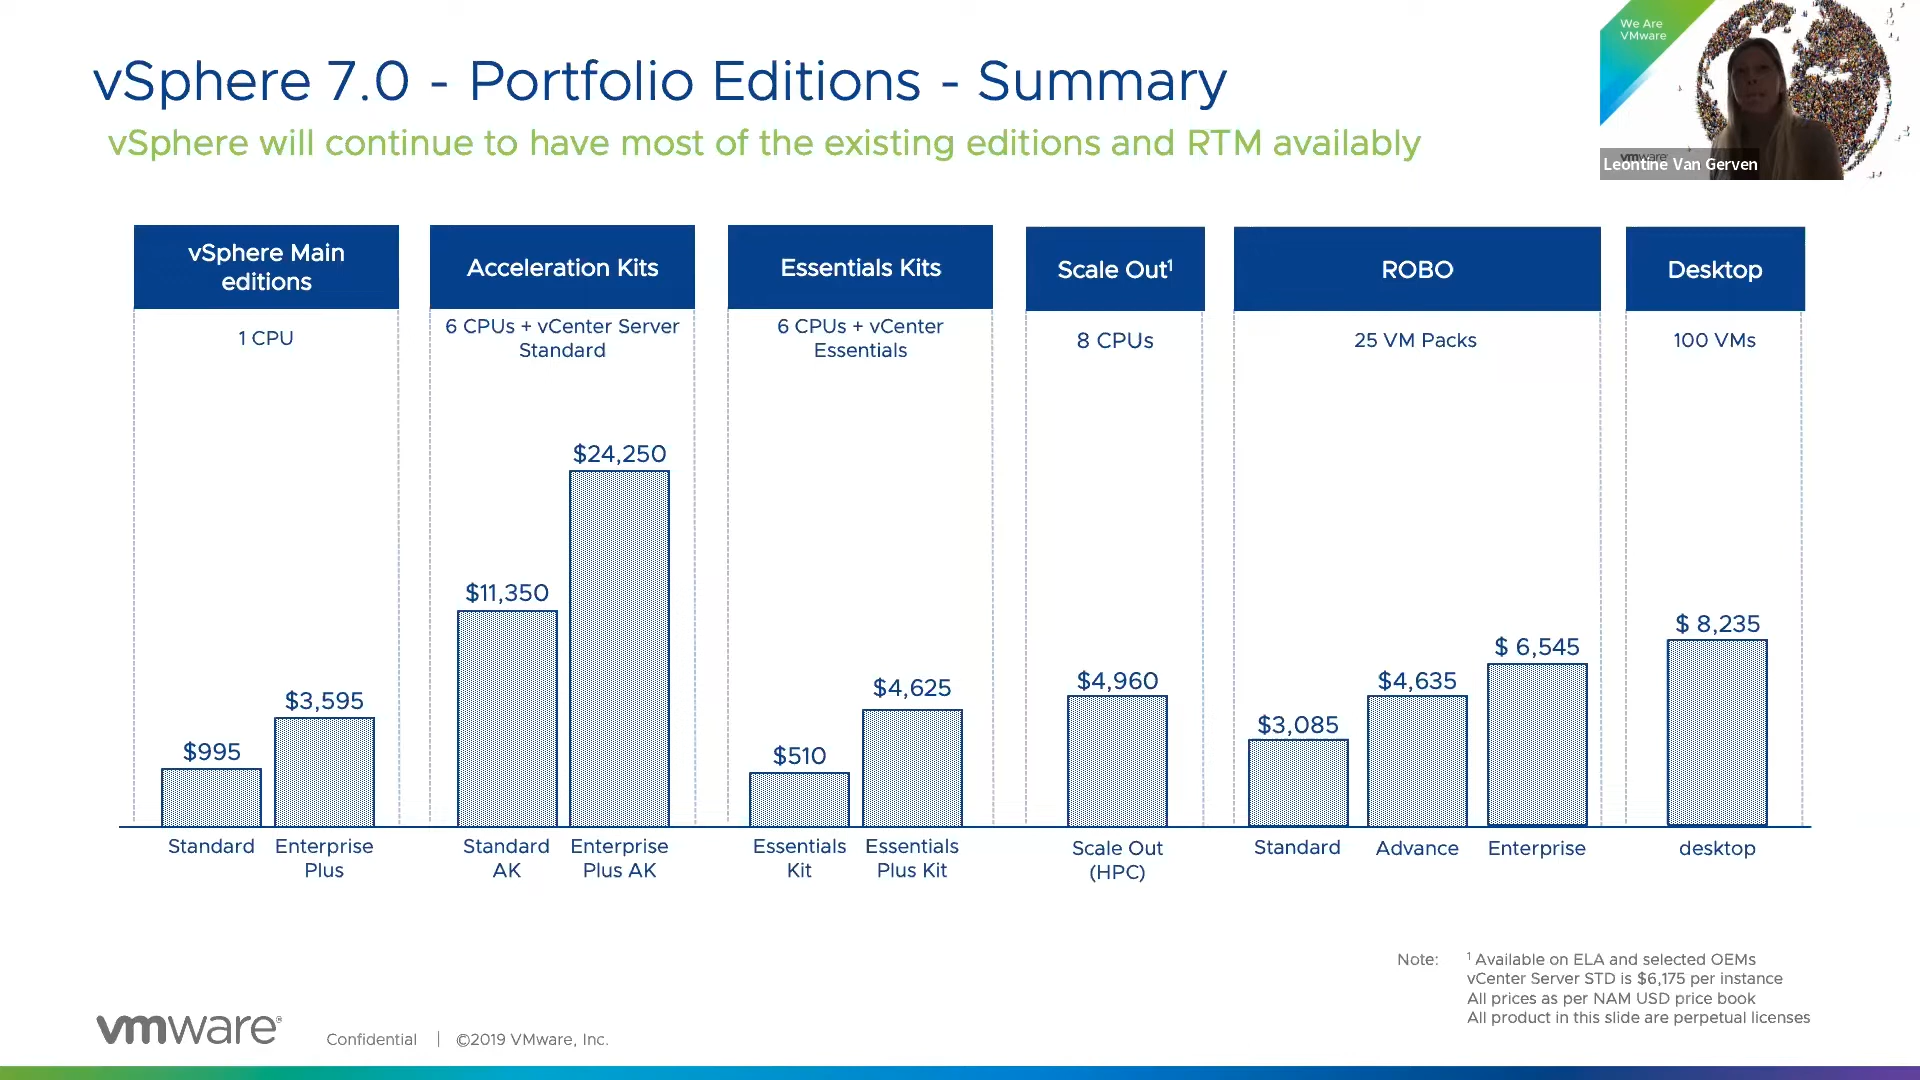 We Are
VMware
vmware
Leontine Van Gerven
vSphere 7.0 - Portfolio Editions - Summary
vSphere will continue to have most of the existing editions and RTM availably
vSphere Main
editions
Acceleration Kits
Essentials Kits
Scale Out¹
ROBO
Desktop
1 CPU
6 CPUs + vCenter Server
Standard
6 CPUs + vCenter
Essentials
8 CPUs
25 VM Packs
100 VMs
$995
$3,595
$11,350
$24,250
$510
$4,625
$4,960
$3,085
$4,635
$ 6,545
$ 8,235
Standard
Enterprise
Plus
Standard
AK
Enterprise
Plus AK
Essentials
Kit
Essentials
Plus Kit
Scale Out
(HPC)
Standard
Advance
Enterprise
desktop
Note:
¹ Available on ELA and selected OEMs
vCenter Server STD is $6,175 per instance
All prices as per NAM USD price book
All product in this slide are perpetual licenses
vmware®
Confidential | ©2019 VMware, Inc.